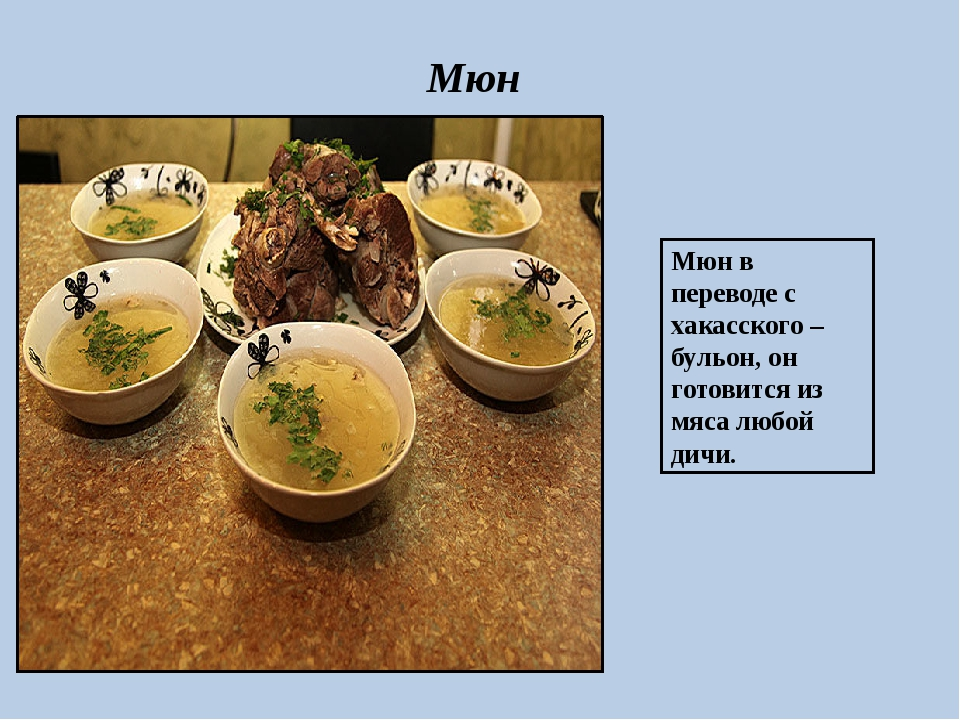 Мюн
Мюн в
переводе с
хакасского –
бульон, он
готовится из
мяса любой
дичи.